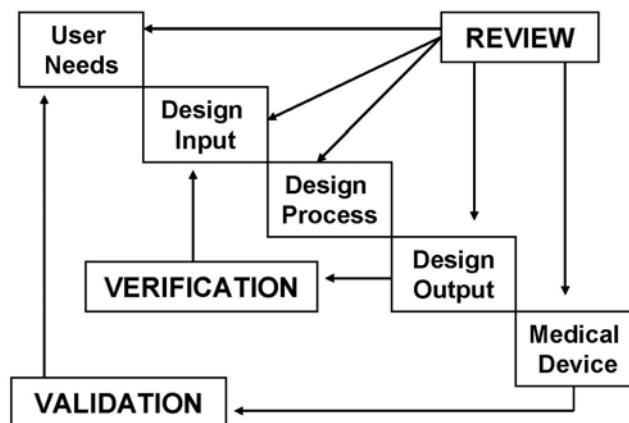 User
Needs
REVIEW
Design
Input
Design
Process
VERIFICATION
Design
Output
Medical
Device
VALIDATION